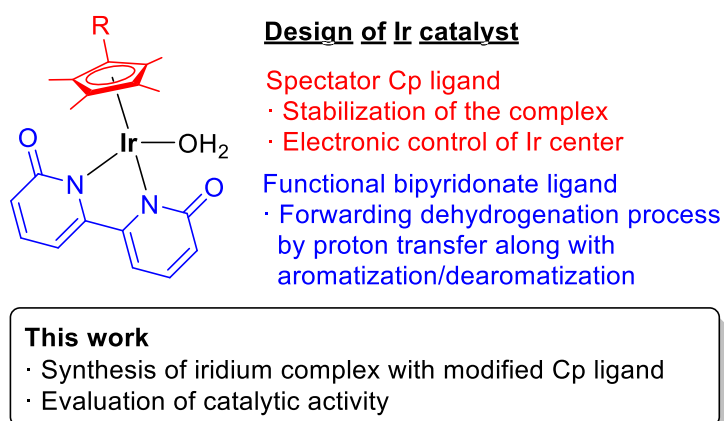 R
Ir
OH2
O
N
N
O
Design of Ir catalyst
Spectator Cp ligand
· Stabilization of the complex
· Electronic control of Ir center
Functional bipyridonate ligand
· Forwarding dehydrogenation process
by proton transfer along with
aromatization/dearomatization
This work
· Synthesis of iridium complex with modified Cp ligand
· Evaluation of catalytic activity